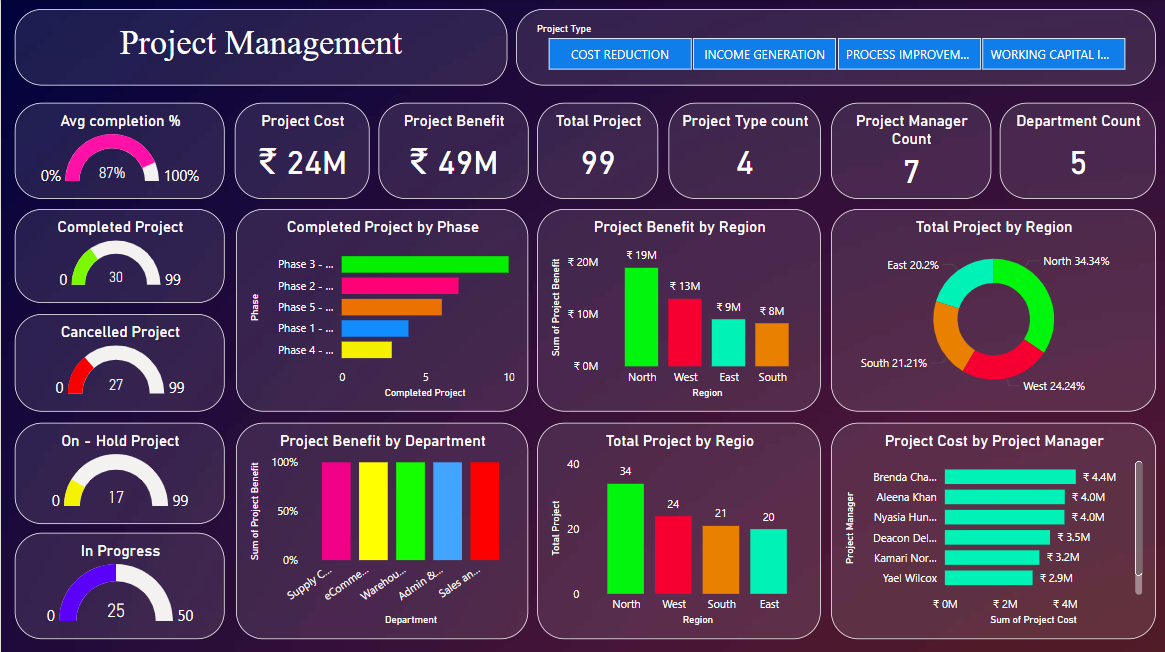 Project Management
Project Type
COST REDUCTION
INCOME GENERATION
PROCESS IMPROVEM...
WORKING CAPITAL I...
Avg completion %
0%
87%
100%
Project Cost
₹ 24M
Project Benefit
₹ 49M
Total Project
99
Project Type count
4
Project Manager
Count
7
Department Count
5
Completed Project
0
30
99
Cancelled Project
0
27
99
On - Hold Project
0
17
99
In Progress
0
25
50
Completed Project by Phase
Phase
Phase 3 - ...
Phase 2 - ...
Phase 5 - ...
Phase 1 - ...
Phase 4 - ...
0
5
10
Completed Project
Project Benefit by Region
Sum of Project Benefit
₹ 20M
₹ 10M
₹ 0M
₹ 19M
₹ 13M
₹ 9M
₹ 8M
North
West
East
South
Region
Total Project by Region
East 20.2%
North 34.34%
South 21.21%
West 24.24%
Project Benefit by Department
Sum of Project Benefit
100%
50%
0%
Supply C...
eComme...
Warehou...
Admin &...
Sales an...
Department
Total Project by Regio
Total Project
40
20
0
34
24
21
20
North
West
South
East
Region
Project Cost by Project Manager
Project Manager
Brenda Cha...
₹ 4.4M
Aleena Khan
₹ 4.0M
Nyasia Hun...
₹ 4.0M
Deacon Del...
₹ 3.5M
Kamari Nor...
₹ 3.2M
Yael Wilcox
₹ 2.9M
₹ 0M
₹ 2M
₹ 4M
Sum of Project Cost